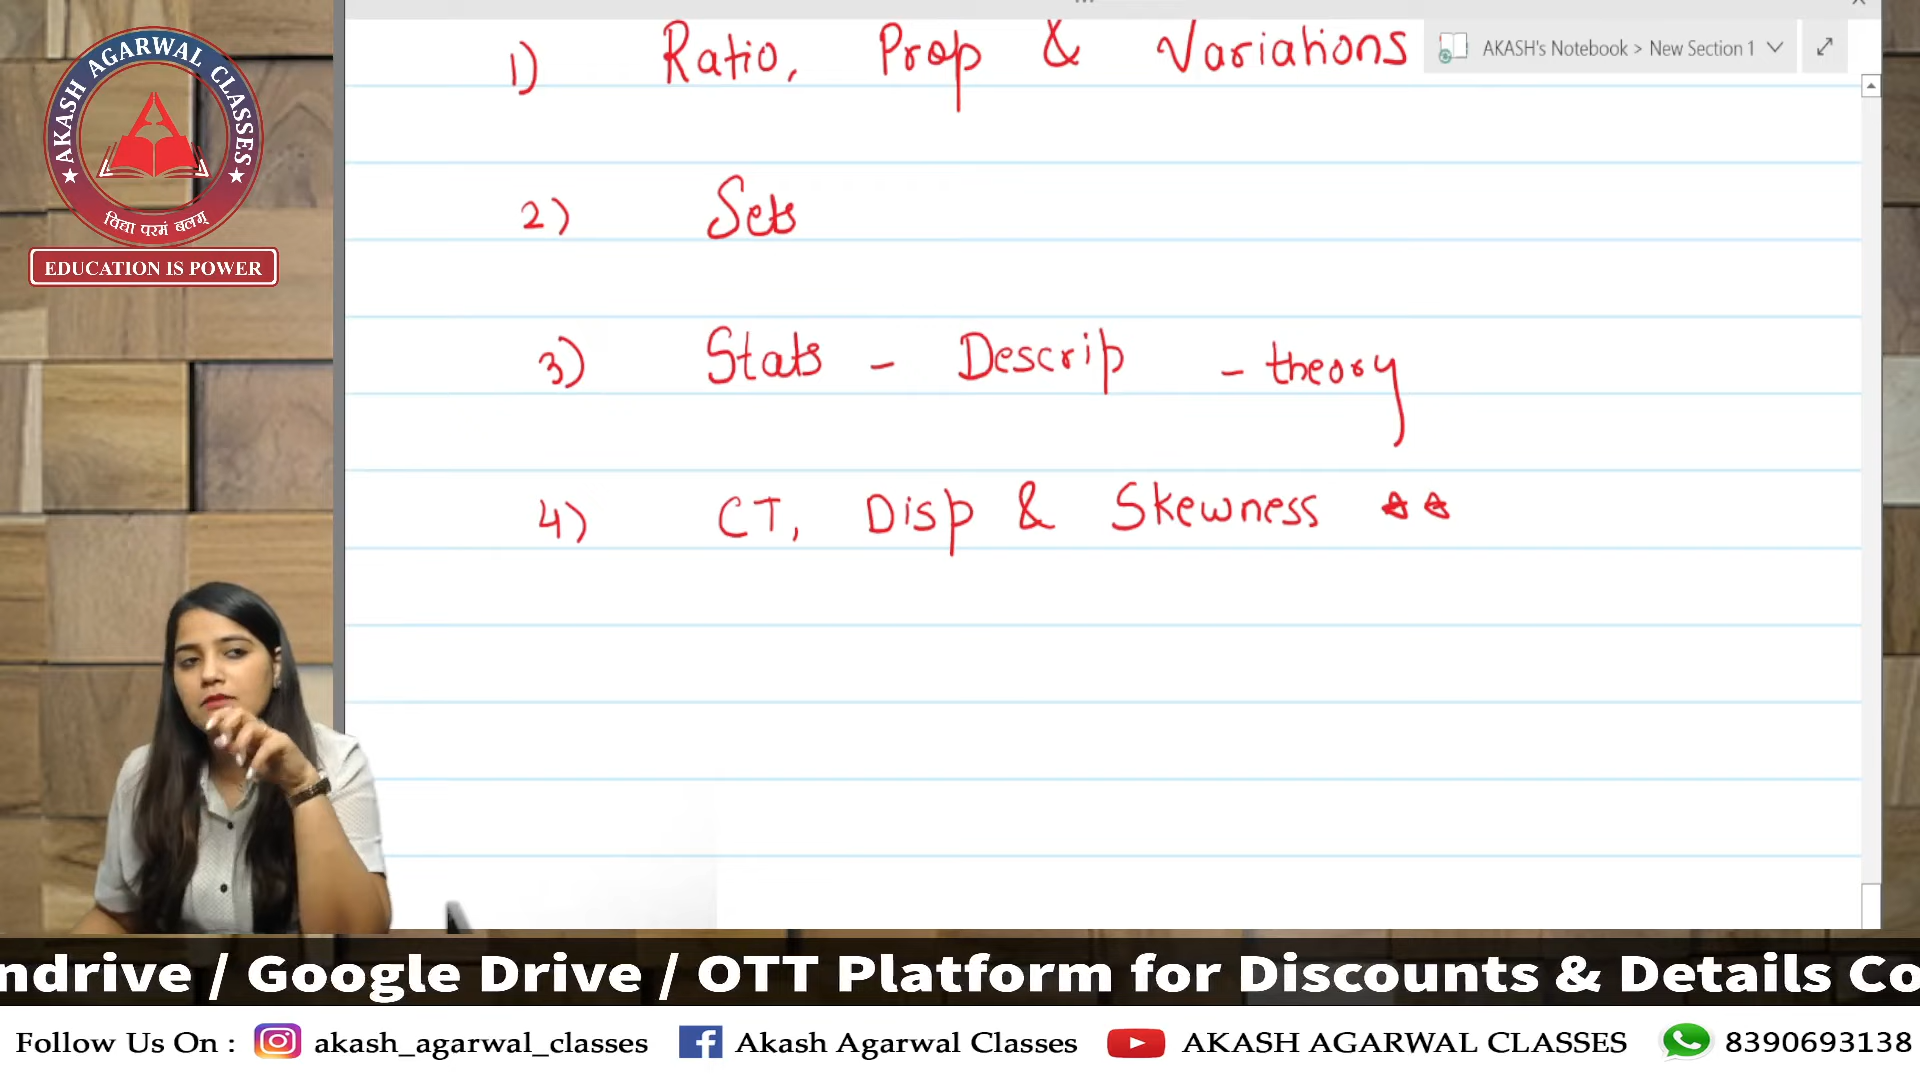 AKASH AGARWAL CLASSES
विद्या परमं बलम्
EDUCATION IS POWER
1) Ratio, Prop & Variations
AKASH's Notebook > New Section 1
2) Sets
3) Stats - Descrip - theory
4) CT, Disp & Skewness ☆☆
ndrive / Google Drive / OTT Platform for Discounts & Details Co
Follow Us On : akash_agarwal_classes Akash Agarwal Classes AKASH AGARWAL CLASSES 8390693138